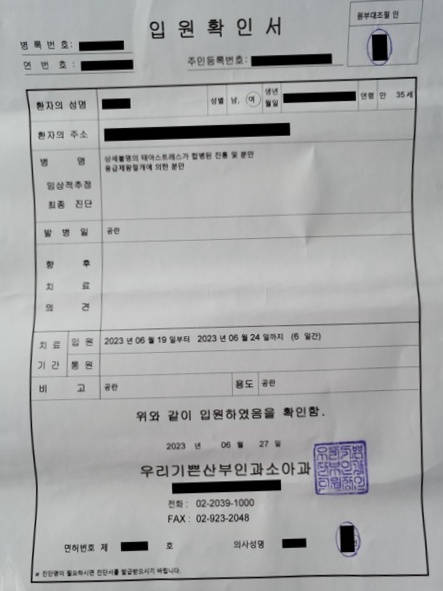 입원확인서
원부대조필 인
병록번호:
연 번 호:
주민등록번호:
환자의 성명 성별 남, 여 생년월일 연령 만 35세
환자의 주소
병 명 상세불명의 태아스트레스가 합병된 진통 및 분만
응급제왕절개에 의한 분만
임상적추정
최종 진단
발 병 일 공란
향 후
치 료
의 견
치료 입원 2023 년 06 월 19 일부터 2023 년 06 월 24 일까지 (6 일간)
기간 통원
비 고 공란 용도 공란
위와 같이 입원하였음을 확인함.
2023 년 06 월 27 일
우리기쁜산부인과소아과
전화 : 02-2039-1000
FAX : 02-923-2048
면허번호 제 호 의사성명
# 진단명이 필요하시면 진단서를 발급받으시기 바랍니다.